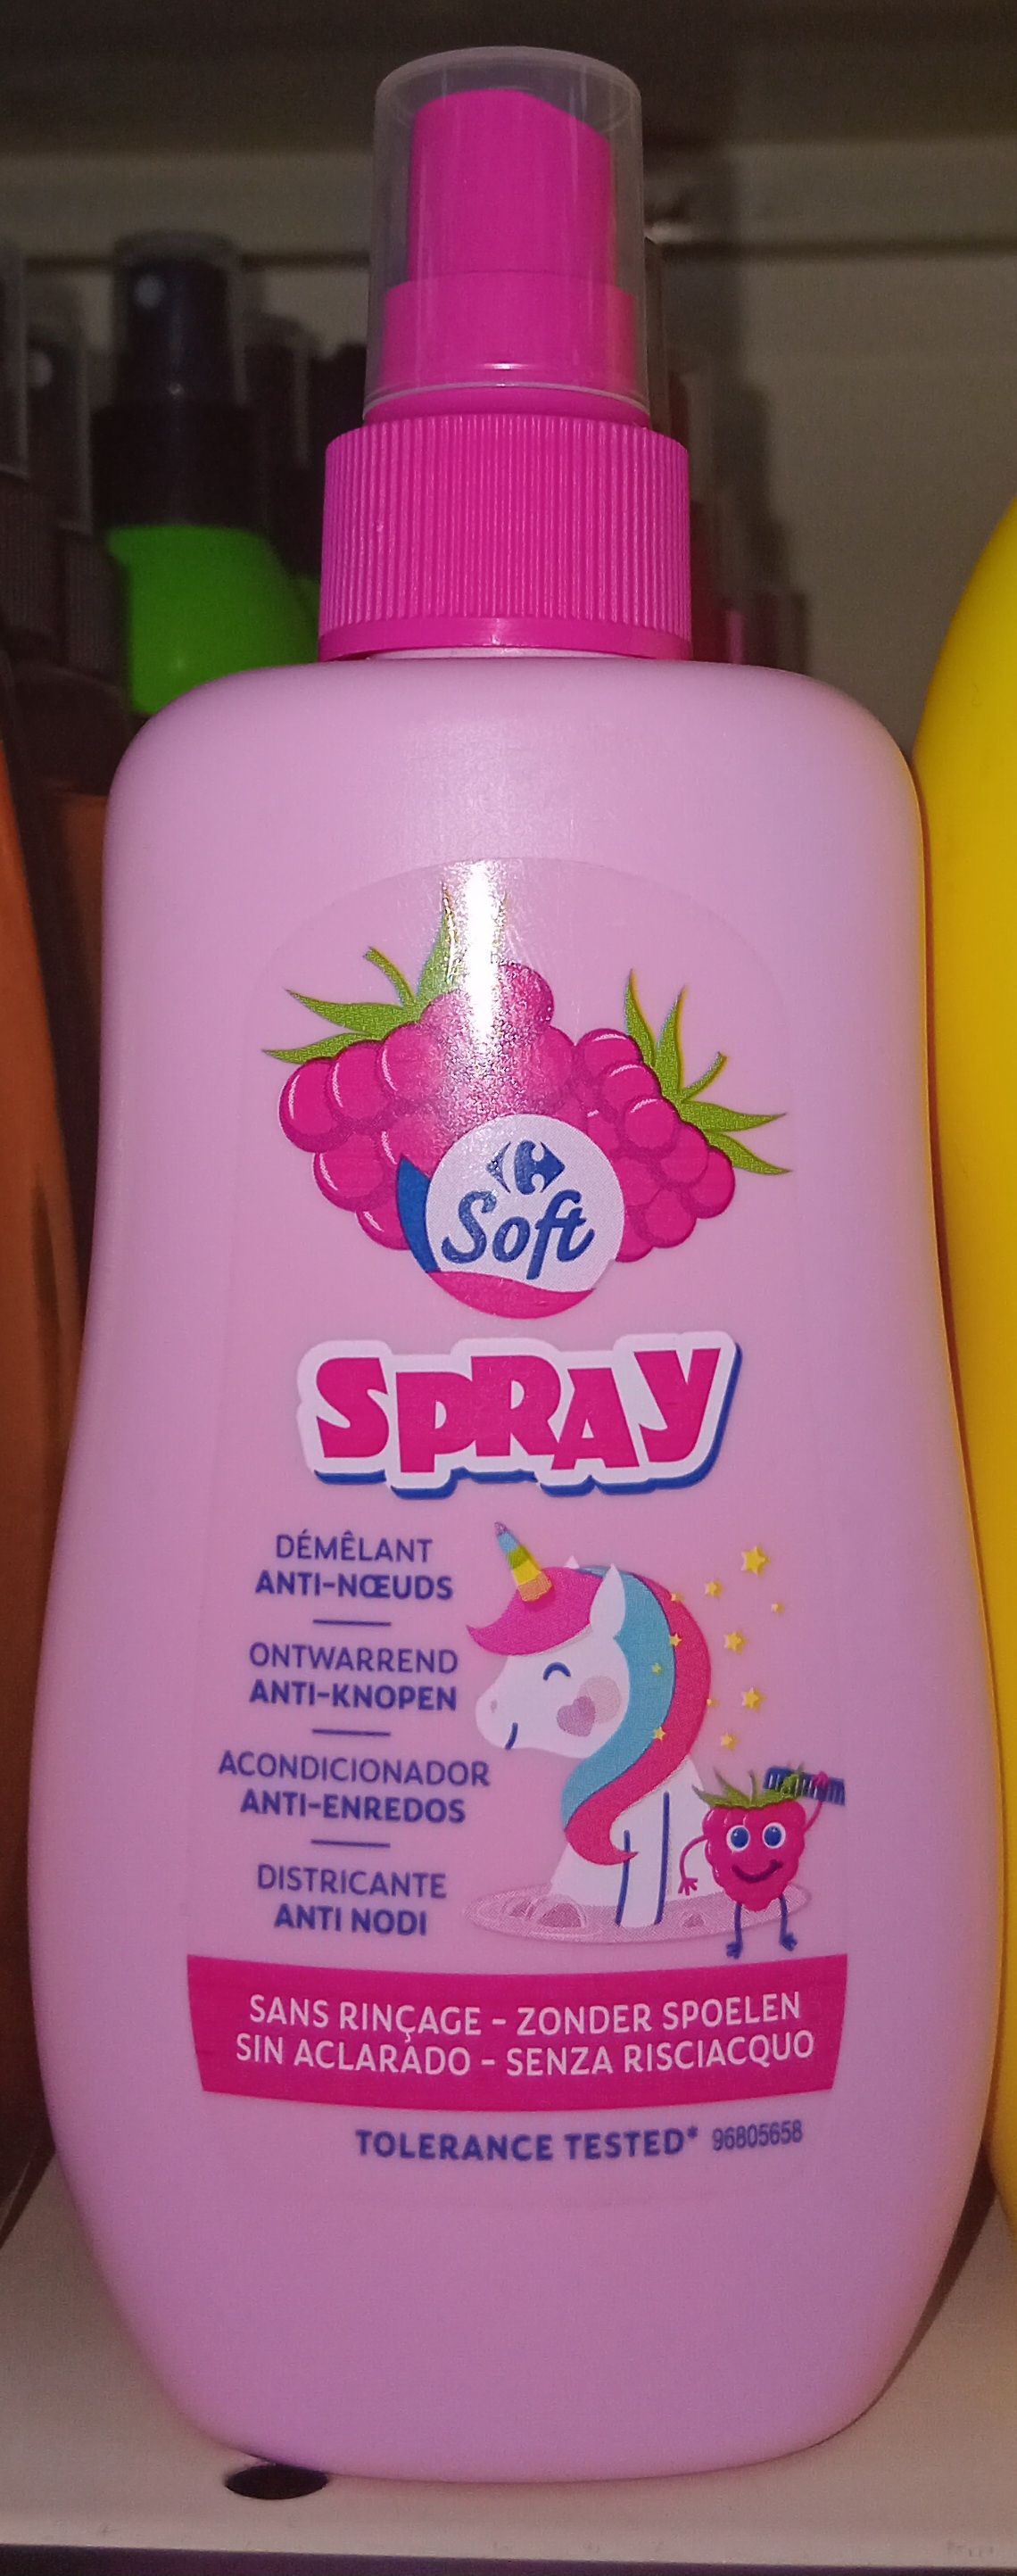 Soft
SPRAY
DÉMÊLANT
ANTI-NŒUDS
ONTWARREND
ANTI-KNOPEN
ACONDICIONADOR
ANTI-ENREDOS
DISTRICANTE
ANTI NODI
SANS RINÇAGE - ZONDER SPOELEN
SIN ACLARADO - SENZA RISCIACQUO
TOLERANCE TESTED* 96805658